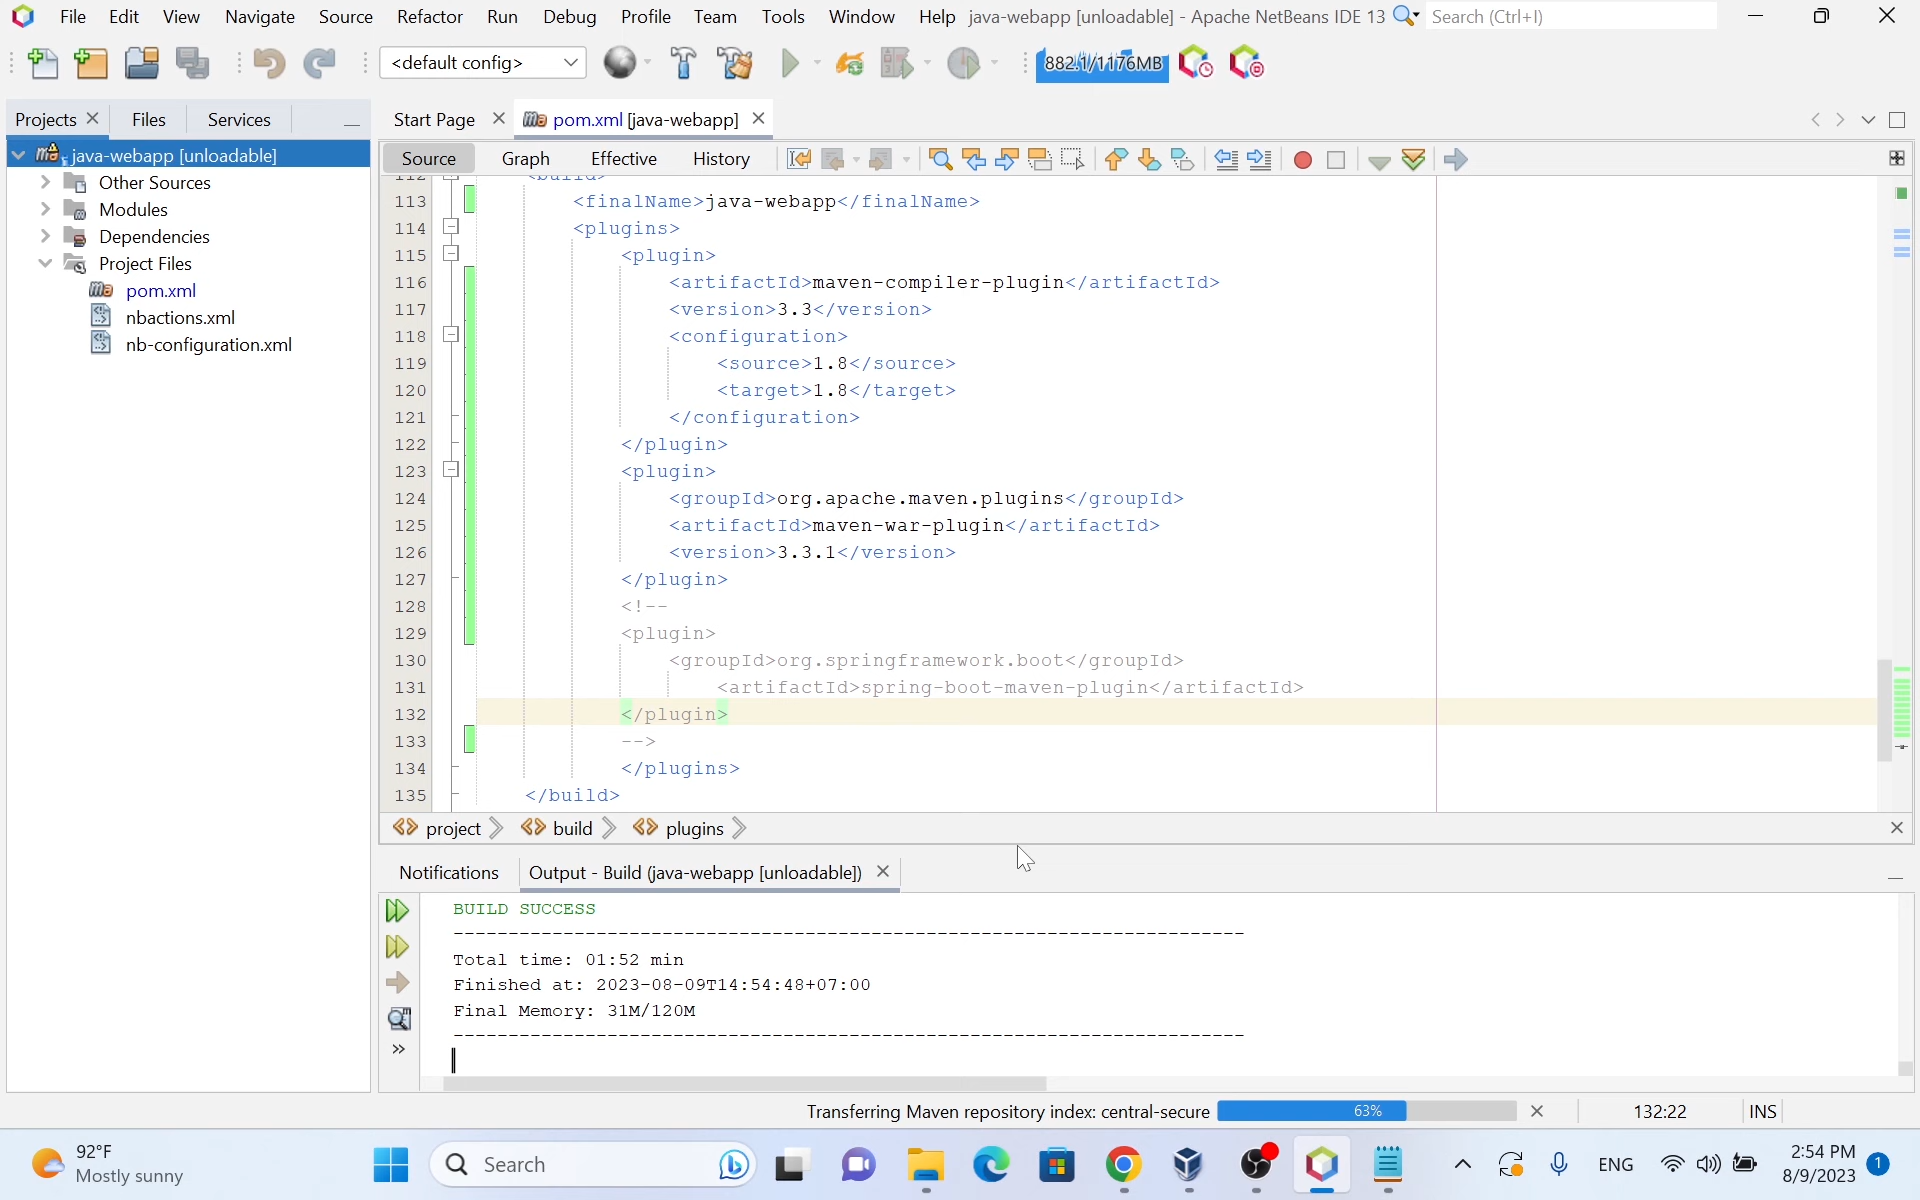 File Edit View Navigate Source Refactor Run Debug Profile Team Tools Window Help java-webapp [unloadable] - Apache NetBeans IDE 13 Search (Ctrl+I)
<default config> 882.1/1176MB
Projects Files Services Start Page pom.xml [java-webapp]
java-webapp [unloadable]
Other Sources
Modules
Dependencies
Project Files
pom.xml
nbactions.xml
nb-configuration.xml
Source Graph Effective History
112 <build>
113 <finalName>java-webapp</finalName>
114 <plugins>
115 <plugin>
116 <artifactId>maven-compiler-plugin</artifactId>
117 <version>3.3</version>
118 <configuration>
119 <source>1.8</source>
120 <target>1.8</target>
121 </configuration>
122 </plugin>
123 <plugin>
124 <groupId>org.apache.maven.plugins</groupId>
125 <artifactId>maven-war-plugin</artifactId>
126 <version>3.3.1</version>
127 </plugin>
128 <!--
129 <plugin>
130 <groupId>org.springframework.boot</groupId>
131 <artifactId>spring-boot-maven-plugin</artifactId>
132 </plugin>
133 -->
134 </plugins>
135 </build>
project build plugins
Notifications Output - Build (java-webapp [unloadable])
BUILD SUCCESS
------------------------------------------------------------------------
Total time: 01:52 min
Finished at: 2023-08-09T14:54:48+07:00
Final Memory: 31M/120M
------------------------------------------------------------------------
Transferring Maven repository index: central-secure 63% 132:22 INS
92°F
Mostly sunny
Search
ENG
2:54 PM
8/9/2023
1